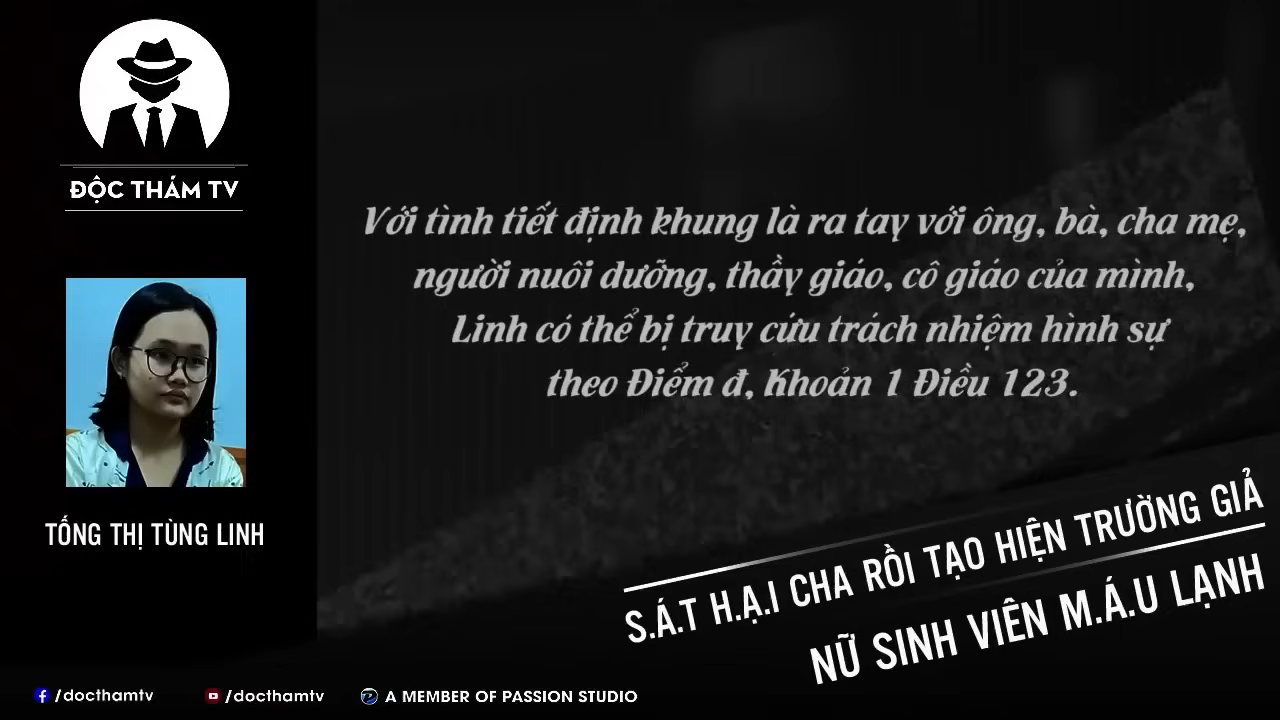 ĐỘC THÁM TV
TỐNG THỊ TÙNG LINH
Với tình tiết định khung là ra tay với ông, bà, cha mẹ,
người nuôi dưỡng, thầy giáo, cô giáo của mình,
Linh có thể bị truy cứu trách nhiệm hình sự
theo Điểm đ, Khoản 1 Điều 123.
S.Á.T H.Ạ.I CHA RỒI TẠO HIỆN TRƯỜNG GIẢ
NỮ SINH VIÊN M.Á.U LẠNH
/docthamtv
/docthamtv
A MEMBER OF PASSION STUDIO